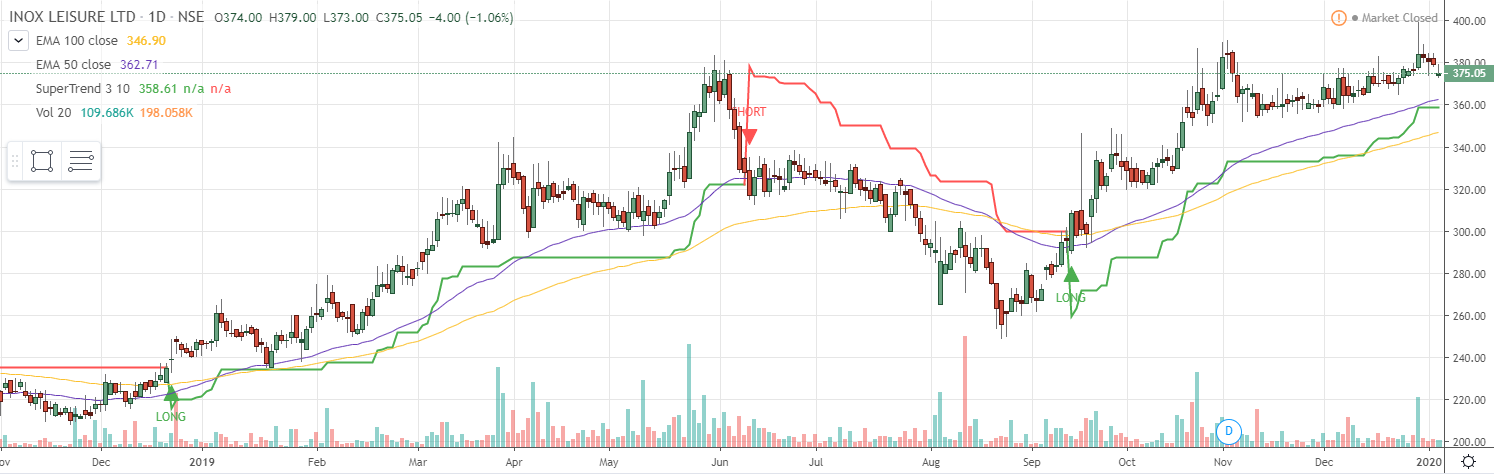 INOX LEISURE LTD · 1D · NSE O374.00 H379.00 L373.00 C375.05 −4.00 (−1.06%)
Market Closed
EMA 100 close 346.90
EMA 50 close 362.71
SuperTrend 3 10 358.61 n/a n/a
Vol 20 109.686K 198.058K
400.00
380.00
375.05
360.00
340.00
320.00
300.00
280.00
260.00
240.00
220.00
200.00
HORT
LONG
LONG
D
ov Dec 2019 Feb Mar Apr May Jun Jul Aug Sep Oct Nov Dec 2020